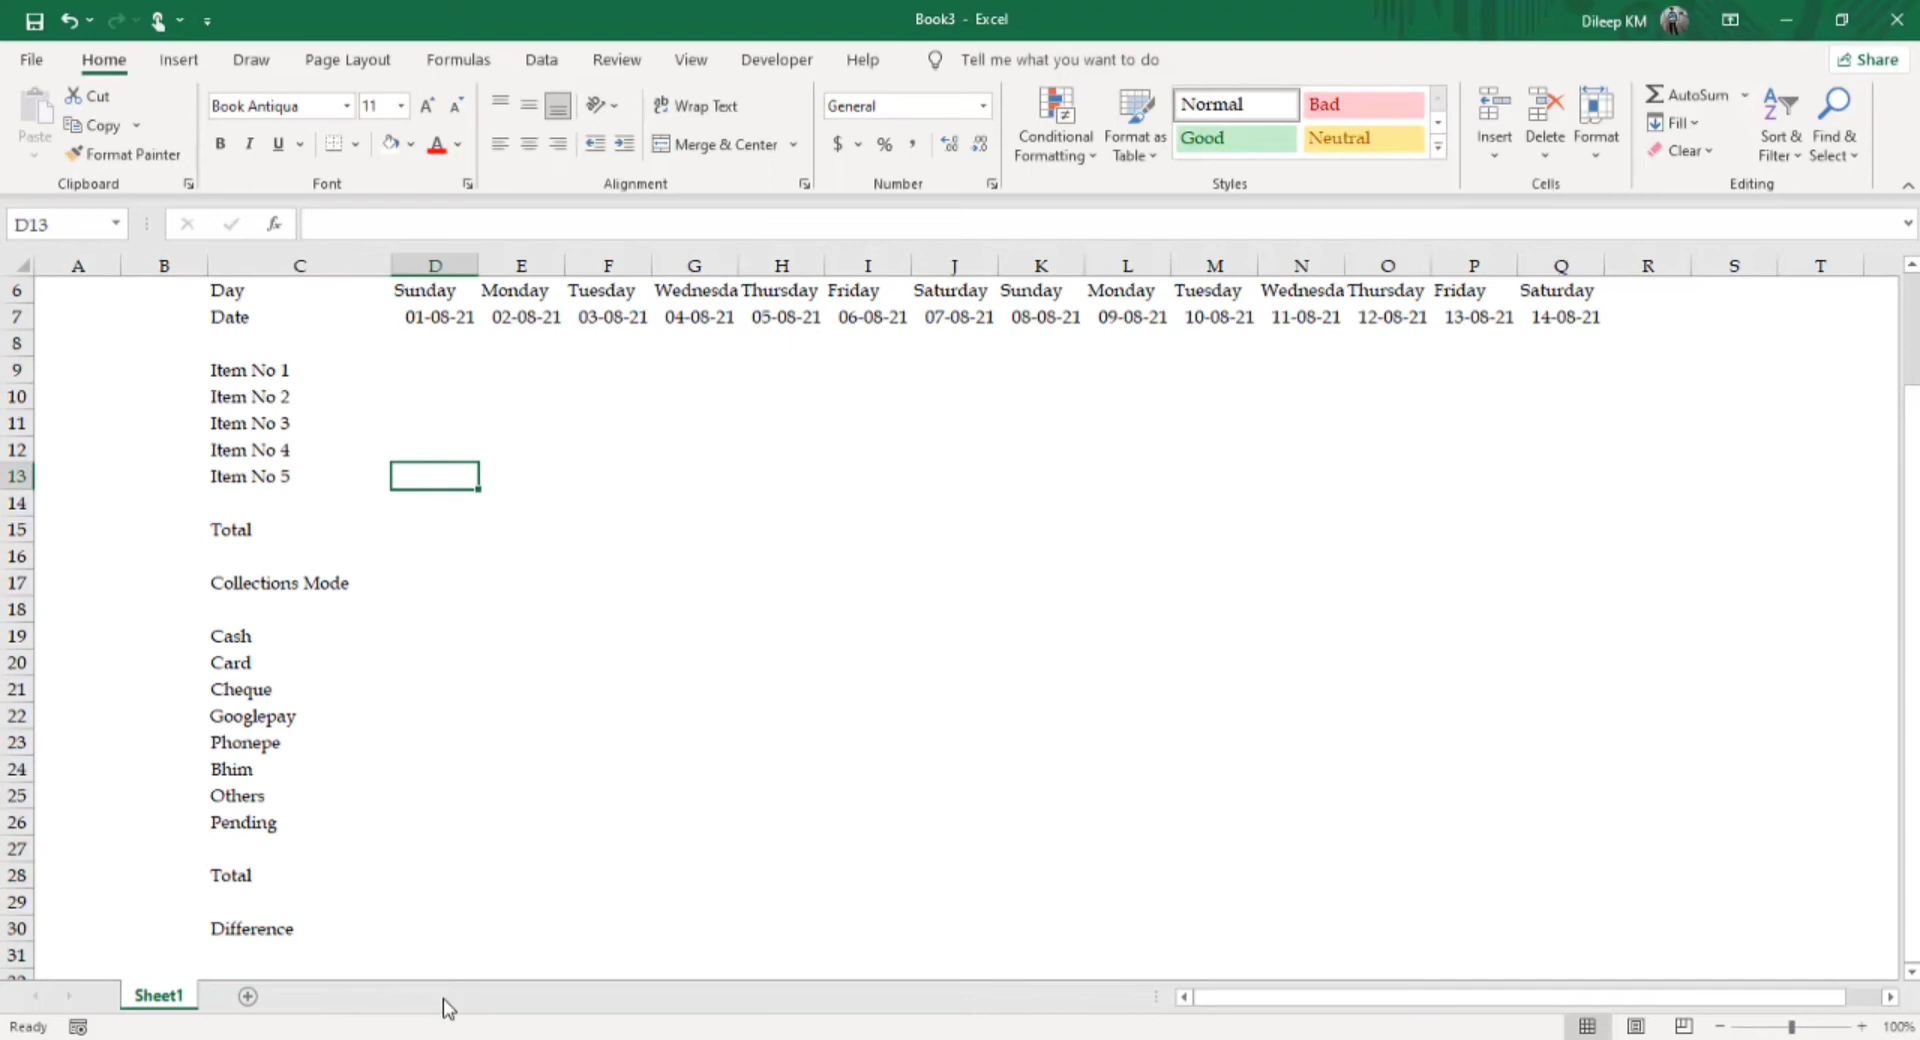 Book3 - Excel
Dileep KM
File Home Insert Draw Page Layout Formulas Data Review View Developer Help Tell me what you want to do Share
Paste
Cut
Copy
Format Painter
Clipboard
Book Antiqua 11
B I U
Font
Wrap Text
Merge & Center
Alignment
General
$ % ,
Number
Conditional Formatting
Format as Table
Normal Bad
Good Neutral
Styles
Insert Delete Format
Cells
AutoSum
Fill
Clear
Sort & Filter
Find & Select
Editing
D13 fx
A B C D E F G H I J K L M N O P Q R S T
6 Day Sunday Monday Tuesday Wednesda Thursday Friday Saturday Sunday Monday Tuesday Wednesda Thursday Friday Saturday
7 Date 01-08-21 02-08-21 03-08-21 04-08-21 05-08-21 06-08-21 07-08-21 08-08-21 09-08-21 10-08-21 11-08-21 12-08-21 13-08-21 14-08-21
8
9 Item No 1
10 Item No 2
11 Item No 3
12 Item No 4
13 Item No 5
14
15 Total
16
17 Collections Mode
18
19 Cash
20 Card
21 Cheque
22 Googlepay
23 Phonepe
24 Bhim
25 Others
26 Pending
27
28 Total
29
30 Difference
31
Sheet1
Ready
100%